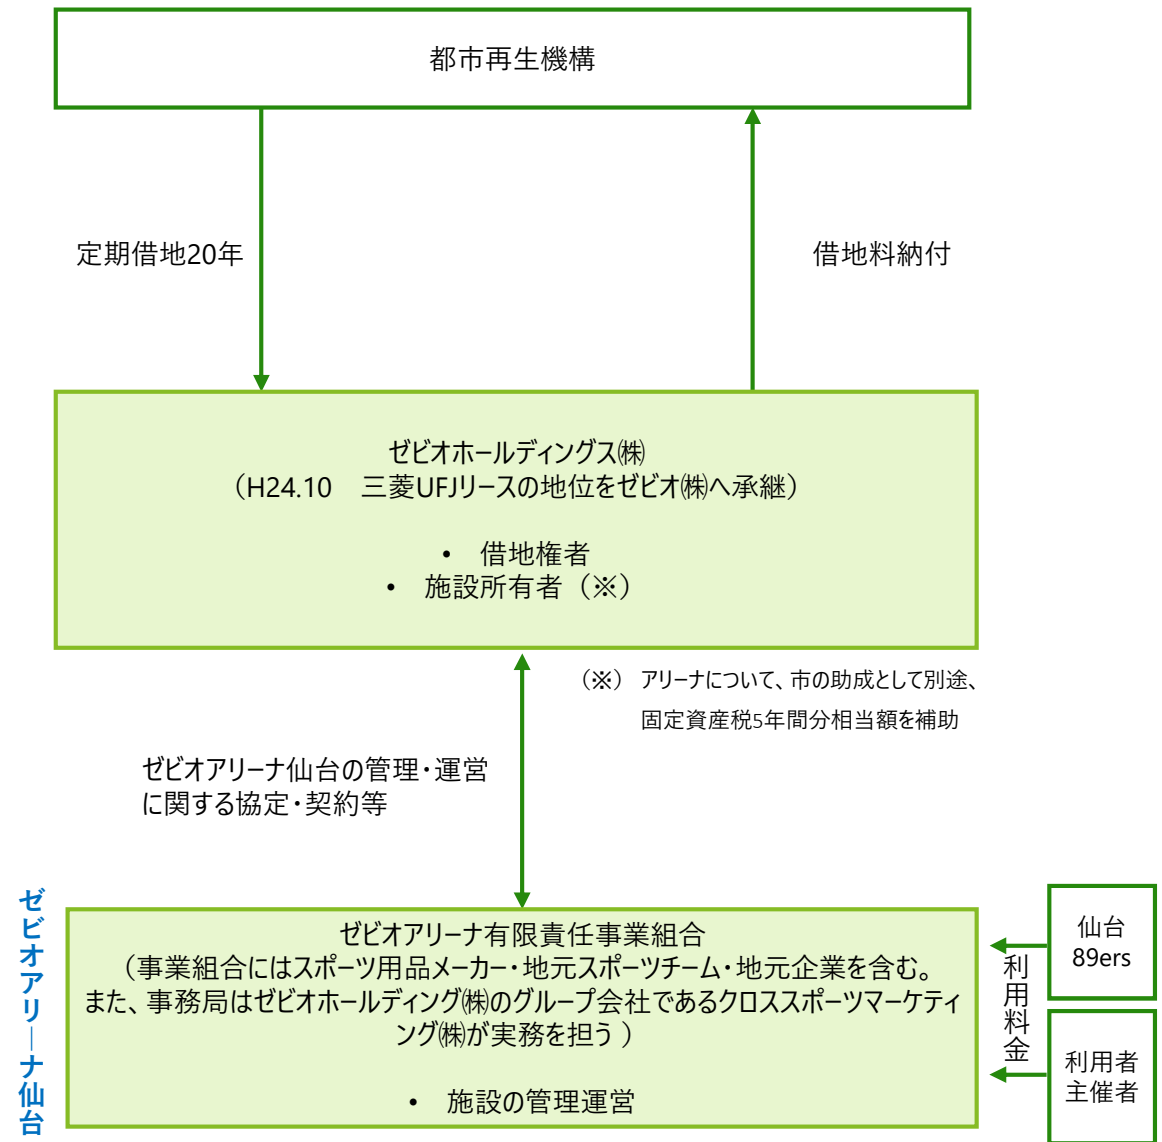 都市再生機構
定期借地20年
借地料納付
ゼビオホールディングス㈱
（H24.10　三菱UFJリースの地位をゼビオ㈱へ承継）
• 借地権者
• 施設所有者（※）
（※） アリーナについて、市の助成として別途、
固定資産税5年間分相当額を補助
ゼビオアリーナ仙台の管理・運営
に関する協定・契約等
ゼビオアリーナ仙台
ゼビオアリーナ有限責任事業組合
（事業組合にはスポーツ用品メーカー・地元スポーツチーム・地元企業を含む。
また、事務局はゼビオホールディング㈱のグループ会社であるクロススポーツマーケティ
ング㈱が実務を担う ）
• 施設の管理運営
利用料金
仙台
89ers
利用者
主催者